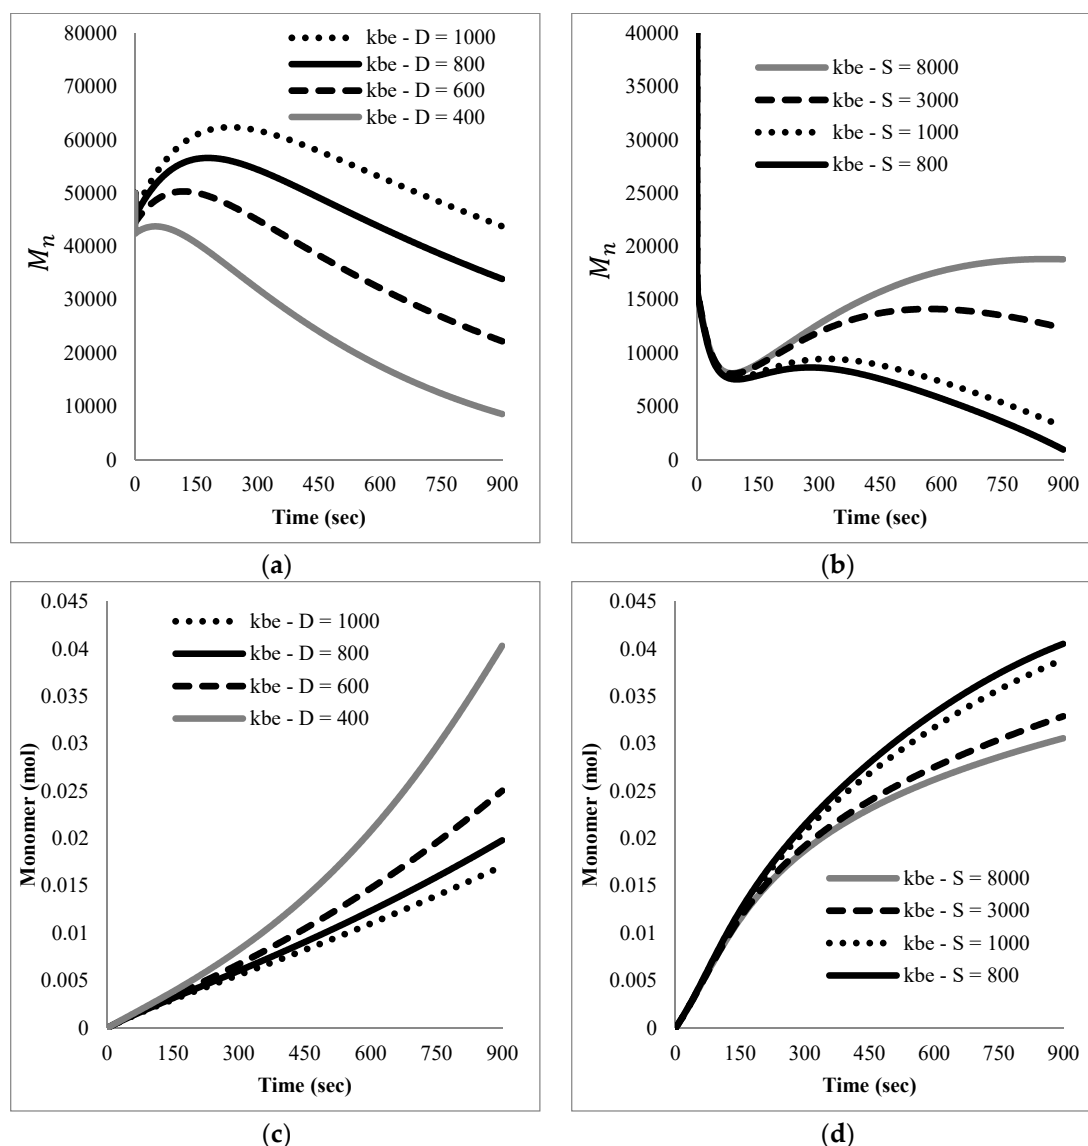 kbe - D = 1000
kbe - D = 800
kbe - D = 600
kbe - D = 400
80000
70000
60000
50000
40000
30000
20000
10000
0
M_n
0 150 300 450 600 750 900
Time (sec)
(a)
kbe - S = 8000
kbe - S = 3000
kbe - S = 1000
kbe - S = 800
40000
35000
30000
25000
20000
15000
10000
5000
0
M_n
0 150 300 450 600 750 900
Time (sec)
(b)
kbe - D = 1000
kbe - D = 800
kbe - D = 600
kbe - D = 400
0.045
0.04
0.035
0.03
0.025
0.02
0.015
0.01
0.005
0
Monomer (mol)
0 150 300 450 600 750 900
Time (sec)
(c)
0.045
0.04
0.035
0.03
0.025
0.02
0.015
0.01
0.005
0
Monomer (mol)
kbe - S = 8000
kbe - S = 3000
kbe - S = 1000
kbe - S = 800
0 150 300 450 600 750 900
Time (sec)
(d)